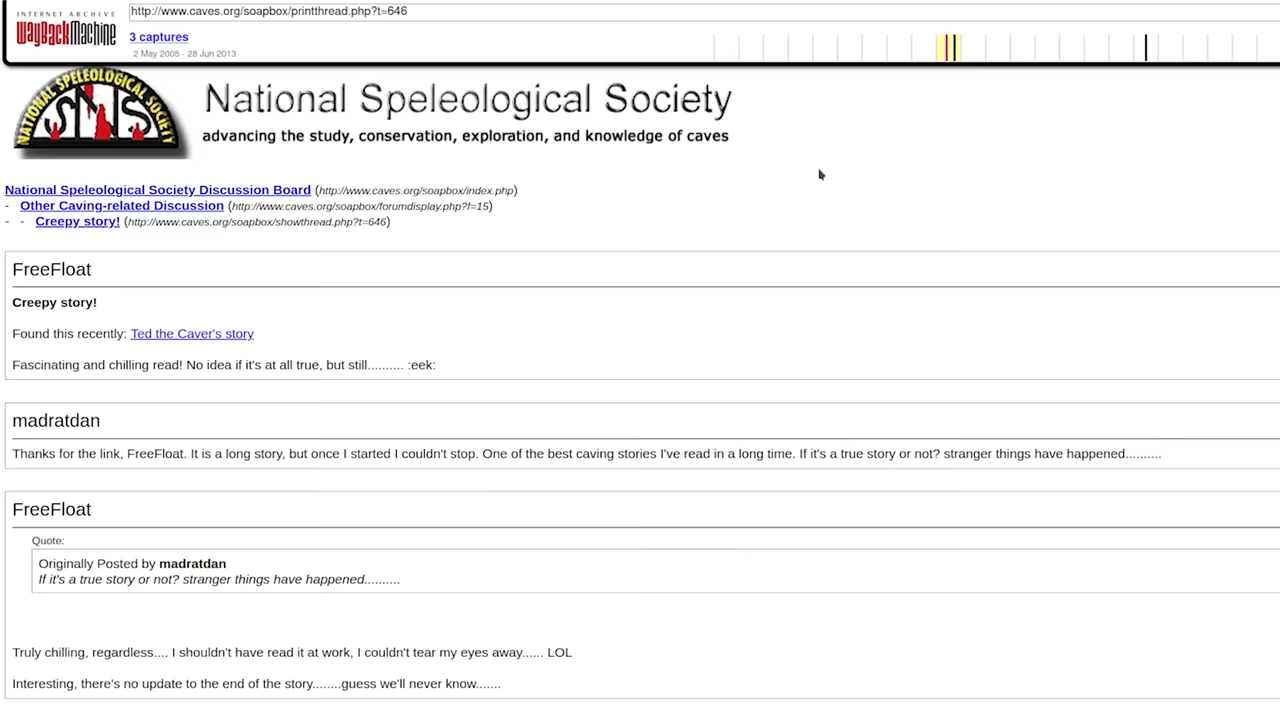 INTERNET ARCHIVE
WayBackMachine
http://www.caves.org/soapbox/printthread.php?t=646
3 captures
2 May 2005 - 28 Jun 2013
NATIONAL SPELEOLOGICAL SOCIETY
NSS
National Speleological Society
advancing the study, conservation, exploration, and knowledge of caves
National Speleological Society Discussion Board (http://www.caves.org/soapbox/index.php)
- Other Caving-related Discussion (http://www.caves.org/soapbox/forumdisplay.php?f=15)
- - Creepy story! (http://www.caves.org/soapbox/showthread.php?t=646)
FreeFloat
Creepy story!
Found this recently: Ted the Caver's story
Fascinating and chilling read! No idea if it's at all true, but still.......... :eek:
madratdan
Thanks for the link, FreeFloat. It is a long story, but once I started I couldn't stop. One of the best caving stories I've read in a long time. If it's a true story or not? stranger things have happened..........
FreeFloat
Quote:
Originally Posted by madratdan
If it's a true story or not? stranger things have happened..........
Truly chilling, regardless.... I shouldn't have read it at work, I couldn't tear my eyes away...... LOL
Interesting, there's no update to the end of the story........guess we'll never know.......